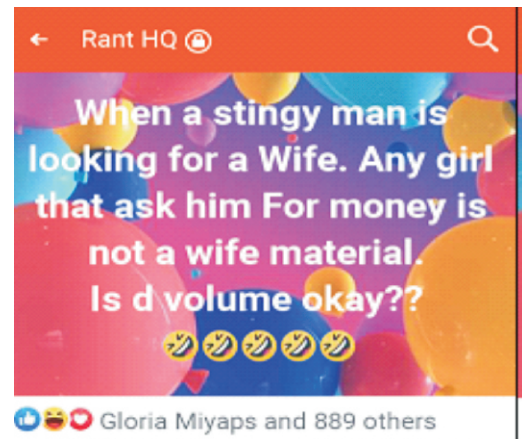 Rant HQ
When a stingy man is
looking for a Wife. Any girl
that ask him For money is
not a wife material.
Is d volume okay??
🤣🤣🤣🤣🤣
Gloria Miyaps and 889 others